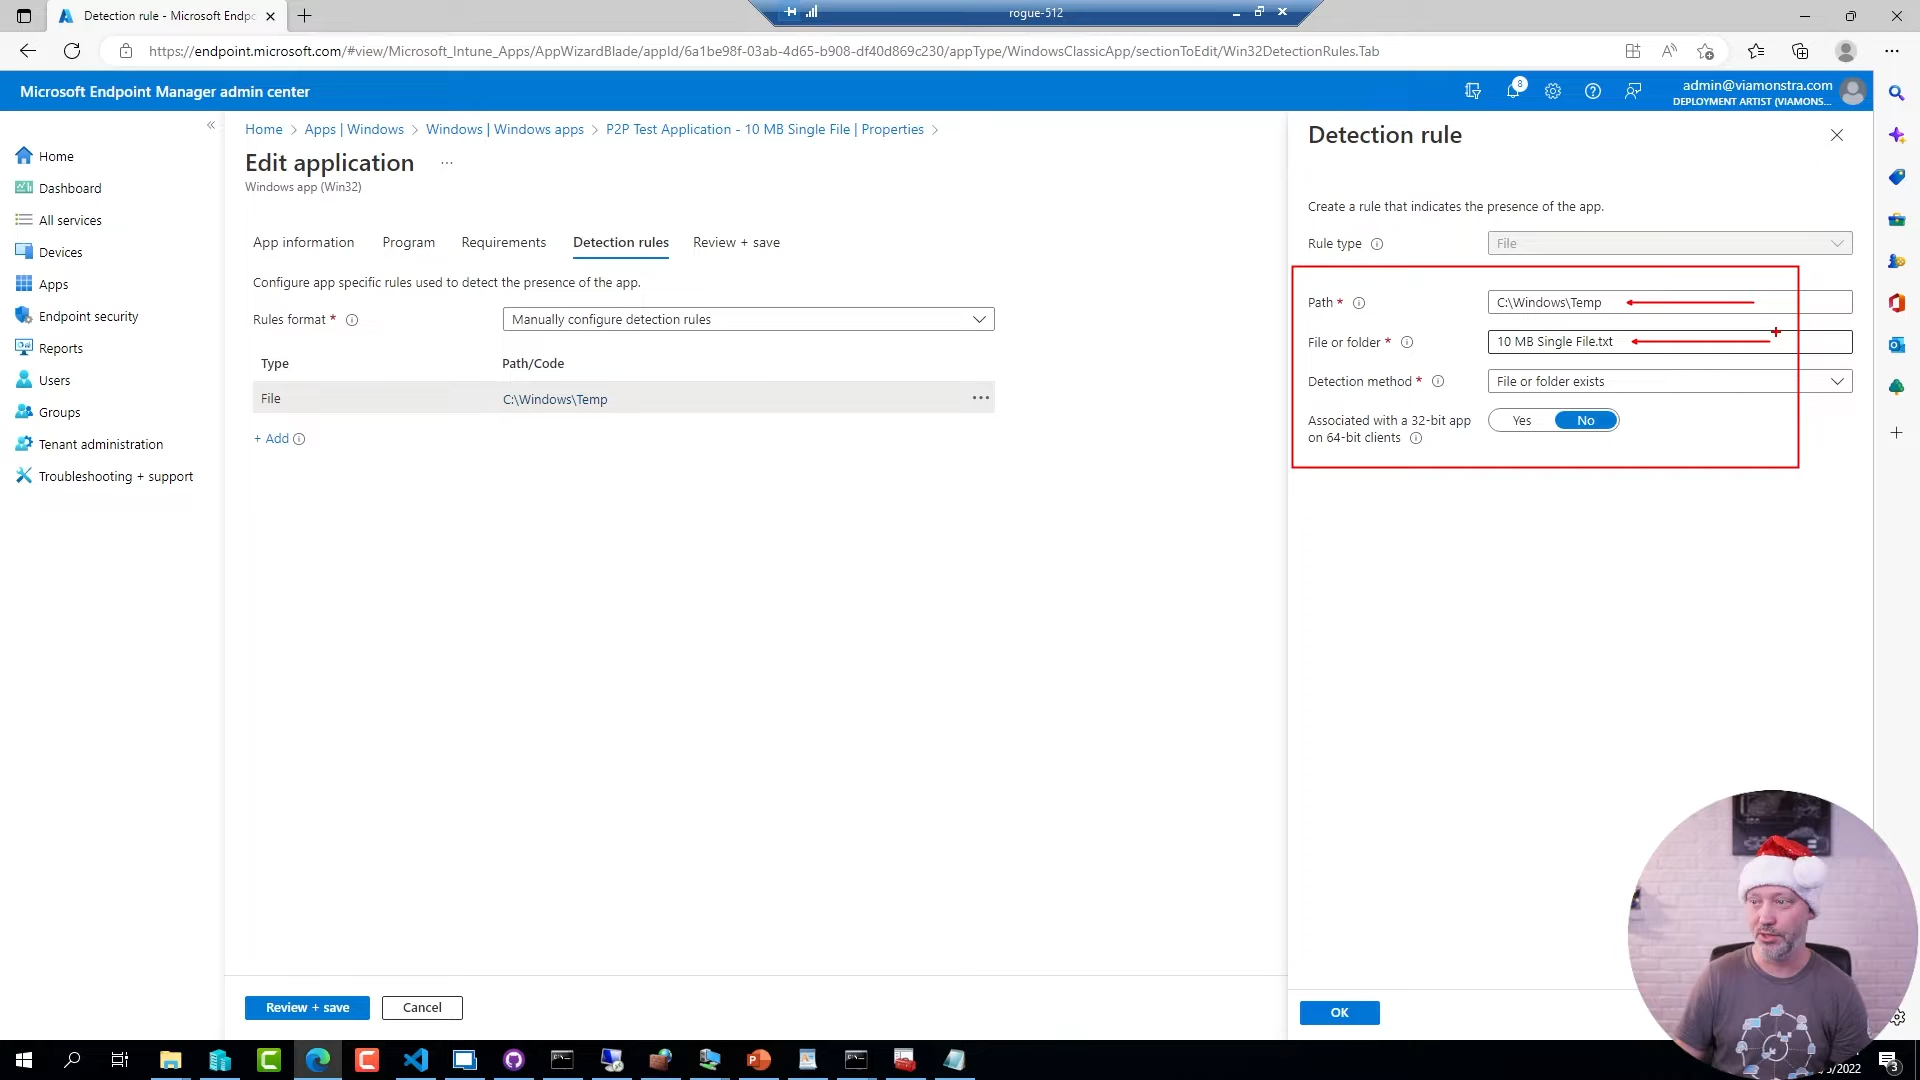 Detection rule - Microsoft Endpo
rogue-512
https://endpoint.microsoft.com/#view/Microsoft_Intune_Apps/AppWizardBlade/appId/6a1be98f-03ab-4d65-b908-df40d869c230/appType/WindowsClassicApp/sectionToEdit/Win32DetectionRules.Tab
Microsoft Endpoint Manager admin center
8
admin@viamonstra.com
DEPLOYMENT ARTIST (VIAMONS...
Home
Dashboard
All services
Devices
Apps
Endpoint security
Reports
Users
Groups
Tenant administration
Troubleshooting + support
Home > Apps | Windows > Windows | Windows apps > P2P Test Application - 10 MB Single File | Properties >
Edit application ...
Windows app (Win32)
App information Program Requirements Detection rules Review + save
Configure app specific rules used to detect the presence of the app.
Rules format * Manually configure detection rules
Type Path/Code
File C:\Windows\Temp ...
+ Add
Review + save Cancel
Detection rule
Create a rule that indicates the presence of the app.
Rule type File
Path * C:\Windows\Temp
File or folder * 10 MB Single File.txt
Detection method * File or folder exists
Associated with a 32-bit app
on 64-bit clients
Yes No
OK
3